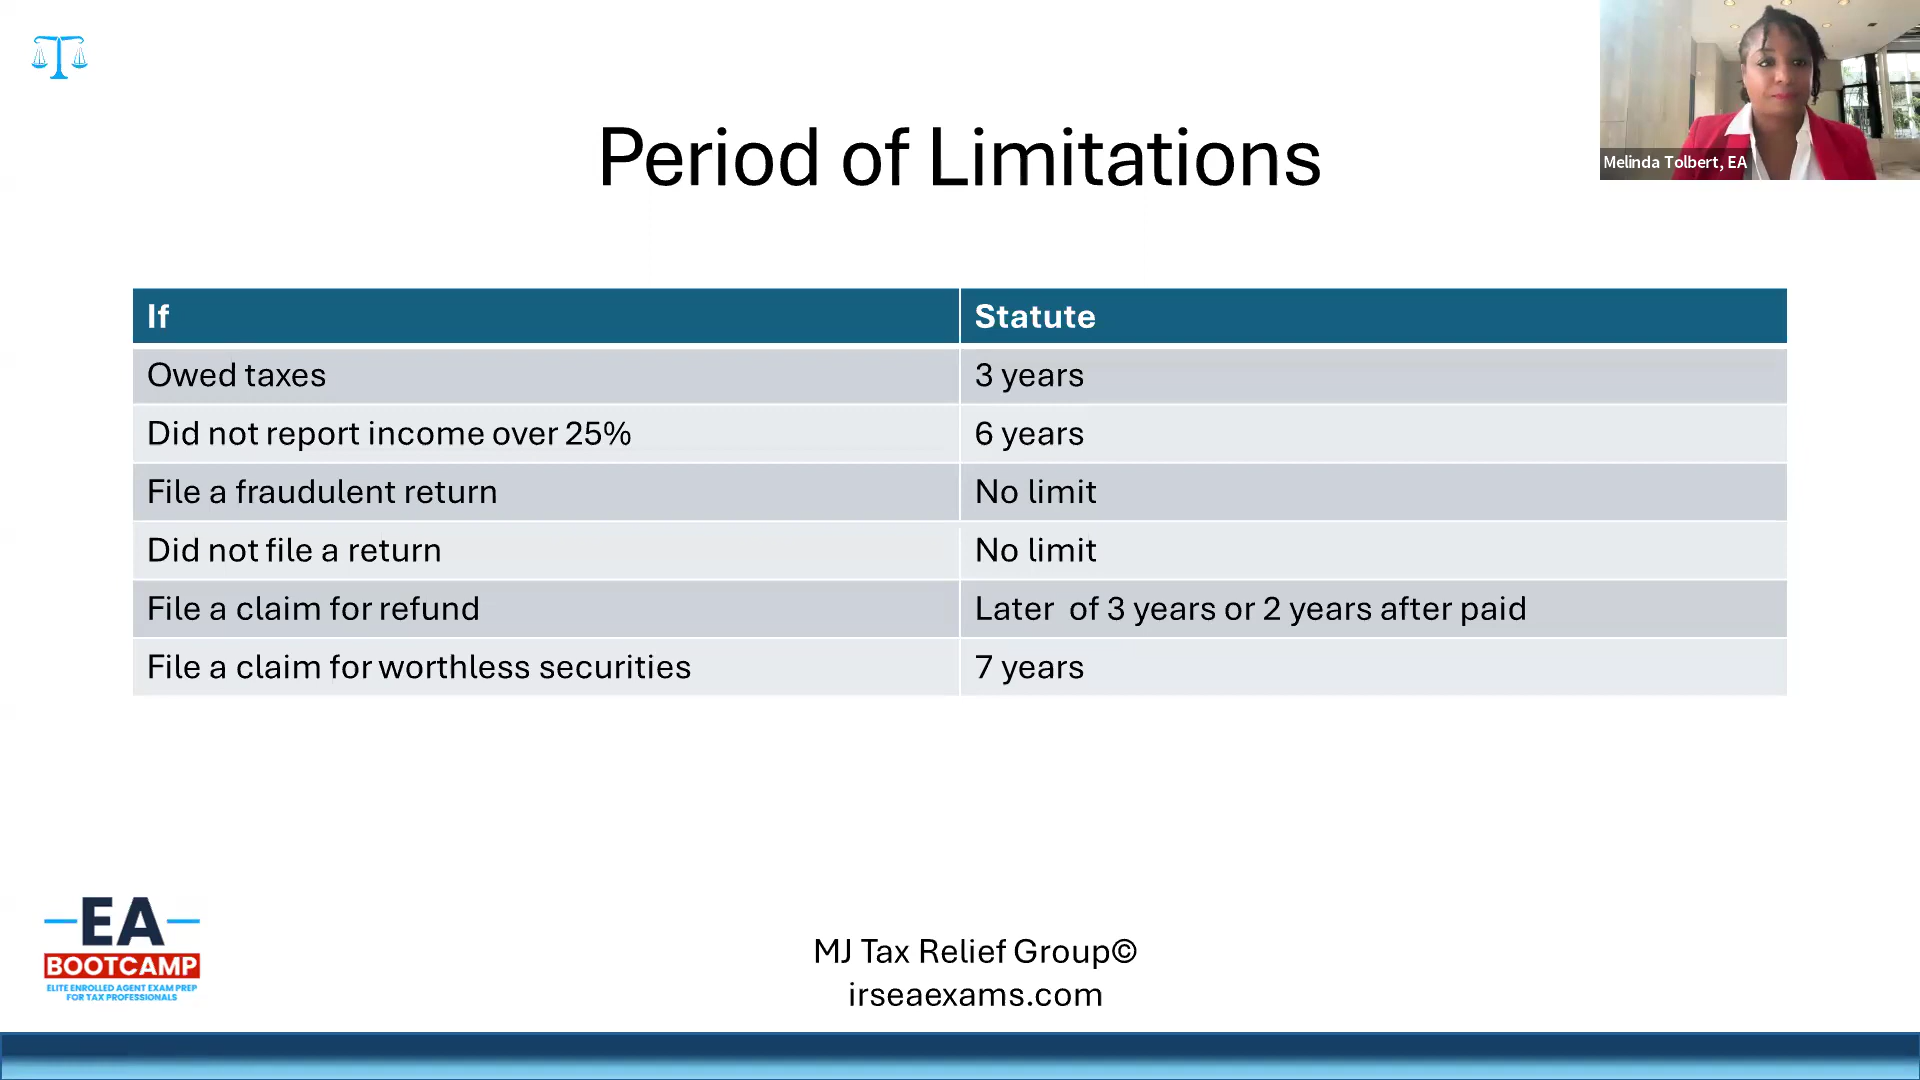 Melinda Tolbert, EA
Period of Limitations
If Statute
Owed taxes 3 years
Did not report income over 25% 6 years
File a fraudulent return No limit
Did not file a return No limit
File a claim for refund Later of 3 years or 2 years after paid
File a claim for worthless securities 7 years
EA
BOOTCAMP
ELITE ENROLLED AGENT EXAM PREP
FOR TAX PROFESSIONALS
MJ Tax Relief Group©
irseaexams.com